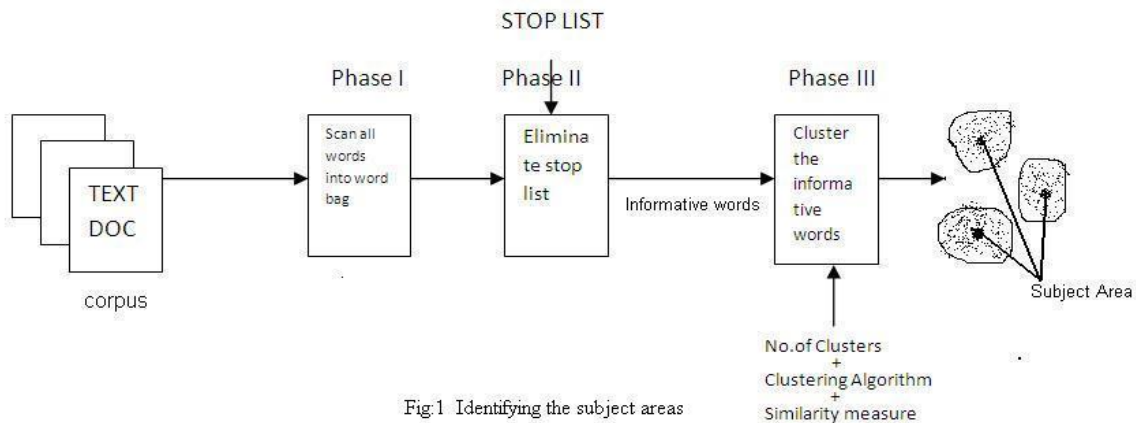 STOP LIST
Phase I
Phase II
Phase III
TEXT
DOC
corpus
Scan all
words
into word
bag
Elimina
te stop
list
Informative words
Cluster
the
informa
tive
words
Subject Area
No.of Clusters
+
Clustering Algorithm
+
Similarity measure
Fig:1 Identifying the subject areas